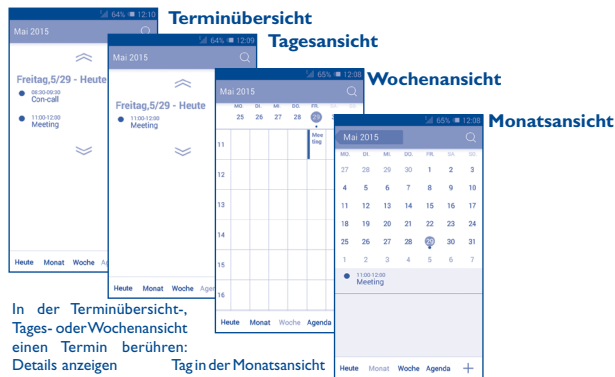 64% 12:10
Mai 2015
Freitag,5/29 - Heute
08:30-09:30
Con-call
11:00-12:00
Meeting
Heute Monat Woche
Terminübersicht
64% 12:09
Mai 2015
Freitag,5/29 - Heute
11:00-12:00
Meeting
Heute Monat Woche
Tagesansicht
65% 12:08
Mai 2015
MO. DI. MI. DO. FR. SA. SO.
25 26 27 28 29
Mee
ting
11
12
13
14
15
16
Heute Monat Woche Agenda
Wochenansicht
65% 12:08
Mai 2015
MO. DI. MI. DO. FR. SA. SO.
27 28 29 30 1 2 3
4 5 6 7 8 9 10
11 12 13 14 15 16 17
18 19 20 21 22 23 24
25 26 27 28 29 30 31
1 2 3 4 5 6 7
11:00-12:00
Meeting
Heute Monat Woche Agenda
Monatsansicht
In der Terminübersicht-,
Tages- oder Wochenansicht
einen Termin berühren:
Details anzeigen
Tag in der Monatsansicht